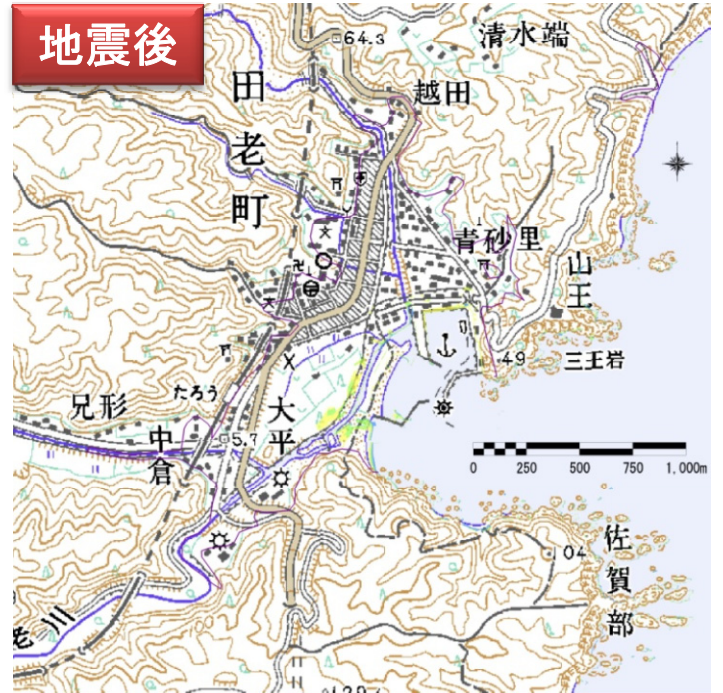 地震後
64.3
清水端
越田
田老町
青砂里
山王
49
三王岩
たろう
兄形
大平
中倉
5.7
0 250 500 750 1,000m
04
佐賀部
老川